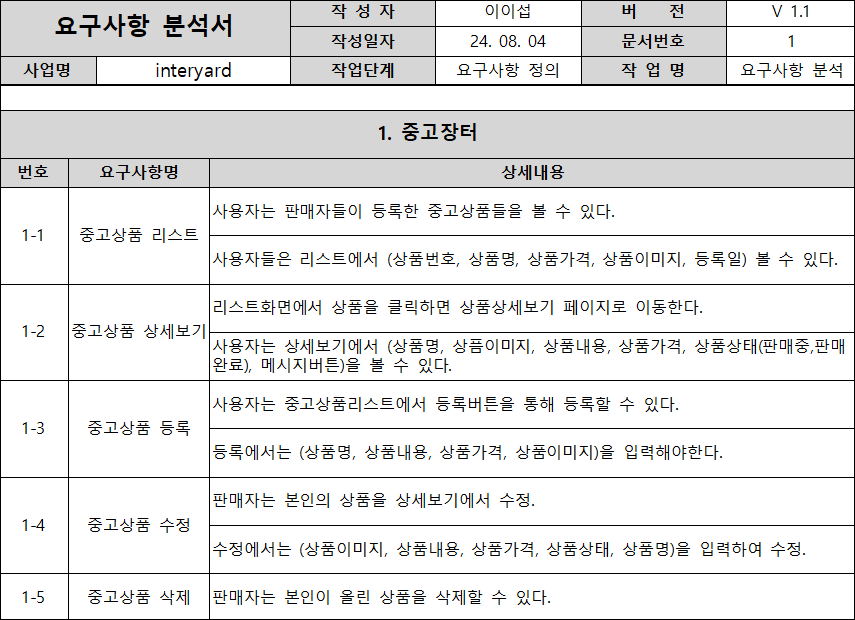 요구사항 분석서
작 성 자 이이섭 버 전 V 1.1
작성일자 24. 08. 04 문서번호 1
사업명 interyard 작업단계 요구사항 정의 작 업 명 요구사항 분석
1. 중고장터
번호 요구사항명 상세내용
1-1 중고상품 리스트
사용자는 판매자들이 등록한 중고상품들을 볼 수 있다.
사용자들은 리스트에서 (상품번호, 상품명, 상품가격, 상품이미지, 등록일) 볼 수 있다.
1-2 중고상품 상세보기
리스트화면에서 상품을 클릭하면 상품상세보기 페이지로 이동한다.
사용자는 상세보기에서 (상품명, 상픔이미지, 상품내용, 상품가격, 상품상태(판매중,판매
완료), 메시지버튼)을 볼 수 있다.
1-3 중고상품 등록
사용자는 중고상품리스트에서 등록버튼을 통해 등록할 수 있다.
등록에서는 (상품명, 상품내용, 상품가격, 상품이미지)을 입력해야한다.
1-4 중고상품 수정
판매자는 본인의 상품을 상세보기에서 수정.
수정에서는 (상품이미지, 상품내용, 상품가격, 상품상태, 상품명)을 입력하여 수정.
1-5 중고상품 삭제 판매자는 본인이 올린 상품을 삭제할 수 있다.